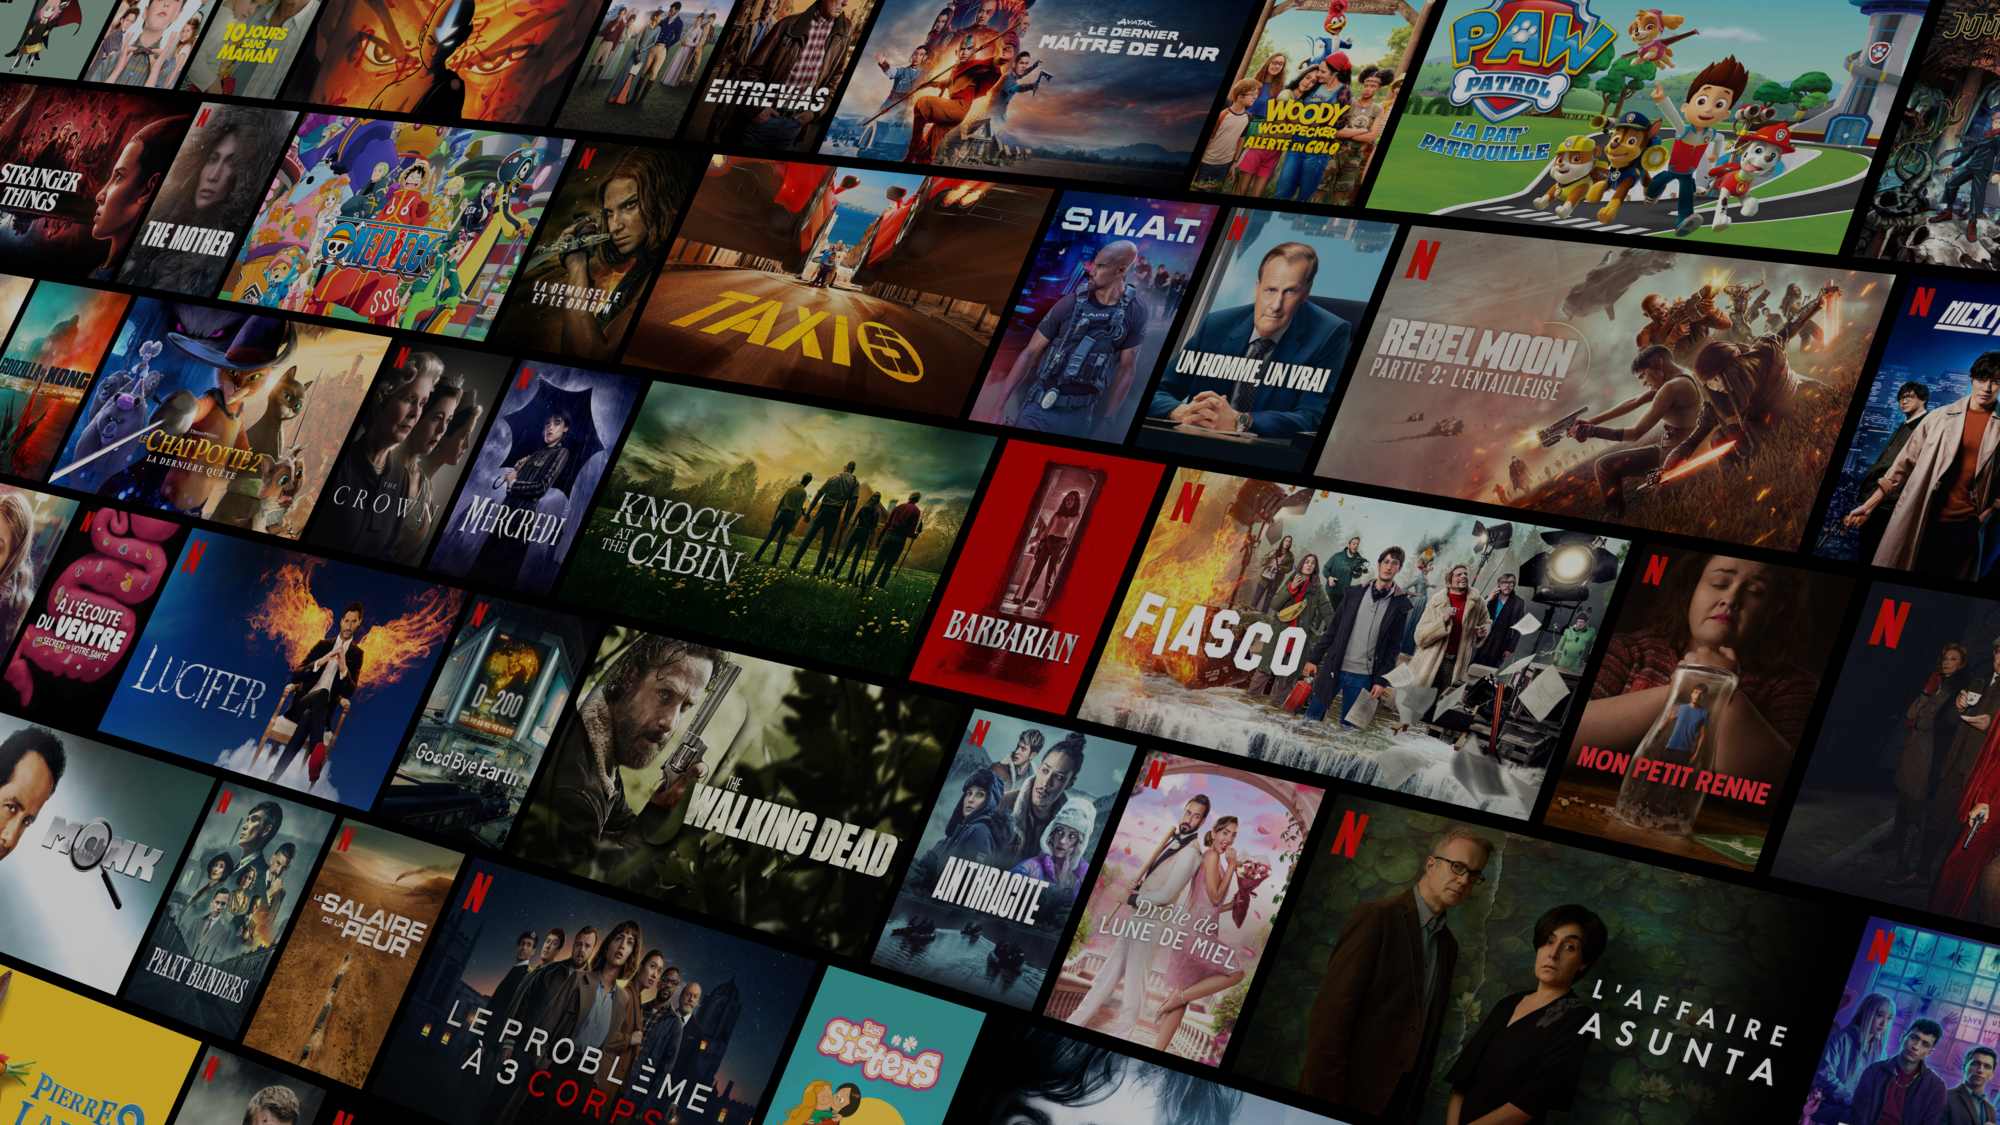 10 JOURS
SANS
MAMAN
ENTREVIAS
AVATAR
LE DERNIER
MAÎTRE DE L'AIR
WOODY
WOODPECKER
ALERTE EN COLO
PAW
PATROL
LA PAT'
PATROUILLE
STRANGER
THINGS
N
THE MOTHER
ONE PIECE
N
LA DEMOISELLE
ET LE DRAGON
TAXI 5
S.W.A.T.
N
UN HOMME, UN VRAI
N
REBEL MOON
PARTIE 2: L'ENTAILLEUSE
N
NICKY
GODZILLA KONG
LE CHAT POTTÉ 2
LA DERNIÈRE QUÊTE
N
THE
CROWN
N
MERCREDI
KNOCK
AT
THE CABIN
BARBARIAN
N
FIASCO
N
MON PETIT RENNE
N
N
À L'ÉCOUTE
DU VENTRE
LES SECRETS DE VOTRE SANTÉ
N
LUCIFER
N
D-200
Good Bye Earth
THE
WALKING DEAD
N
ANTHRACITE
N
Drôle de
LUNE DE MIEL
N
L'AFFAIRE
ASUNTA
N
MONK
N
PEAKY BLINDERS
N
LE SALAIRE
DE LA PEUR
N
LE PROBLÈME
À 3 CORPS
Les
SiSTERS
PIERRE
N
N